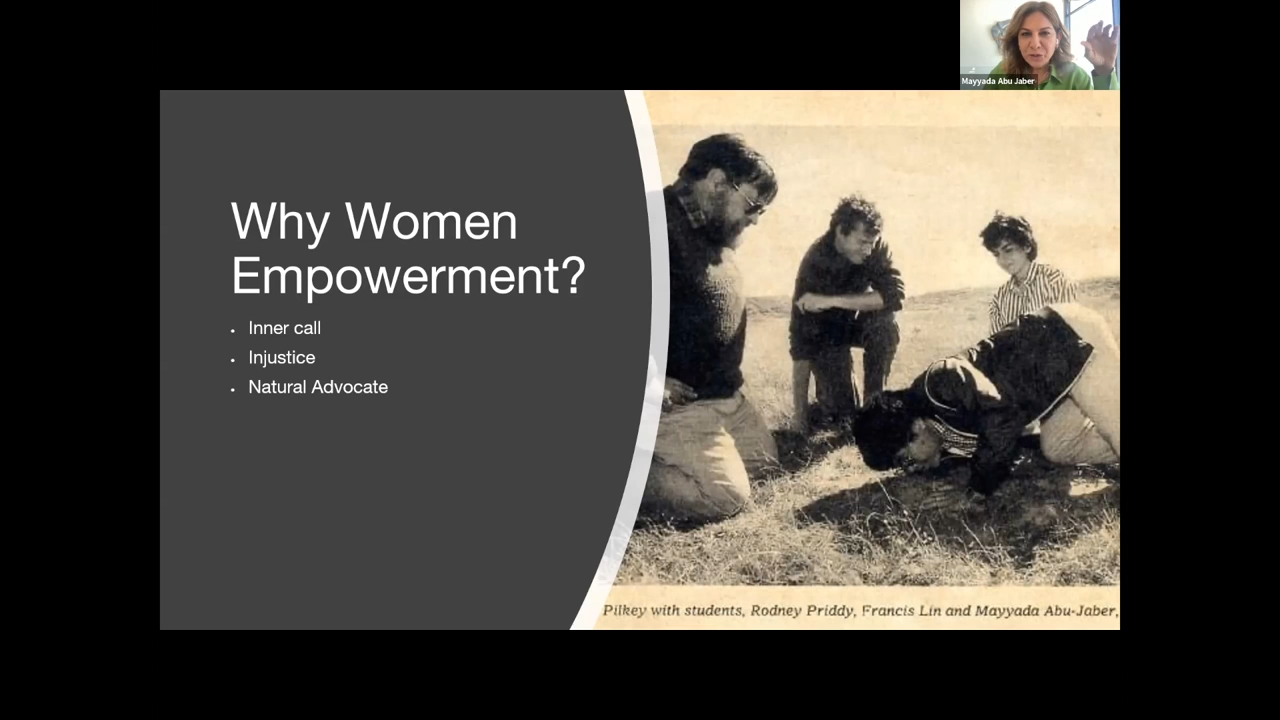 Mayyada Abu Jaber
Why Women
Empowerment?
• Inner call
• Injustice
• Natural Advocate
Pilkey with students, Rodney Priddy, Francis Lin and Mayyada Abu-Jaber,